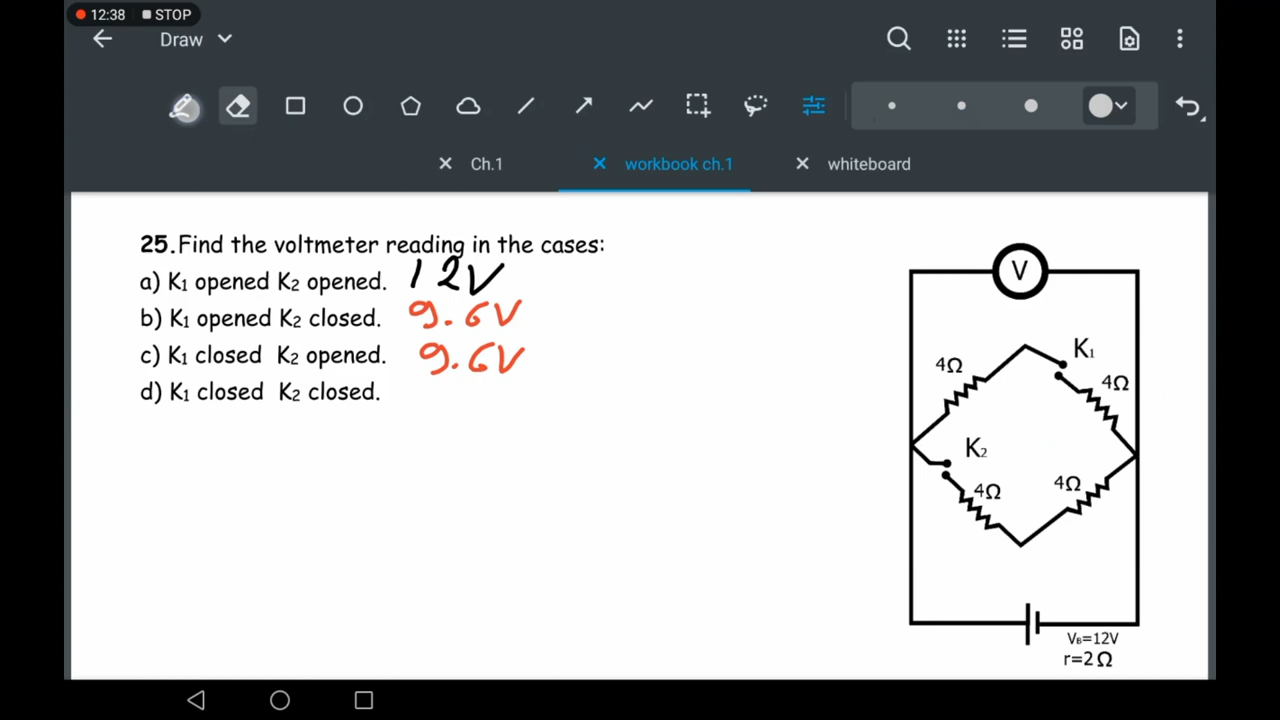 12:38 STOP
Draw
Ch.1 workbook ch.1 whiteboard
25.Find the voltmeter reading in the cases:
a) K1 opened K2 opened. 12V
b) K1 opened K2 closed. 9.6V
c) K1 closed K2 opened. 9.6V
d) K1 closed K2 closed.
V
K1
4Ω
4Ω
K2
4Ω
4Ω
VB=12V
r=2Ω